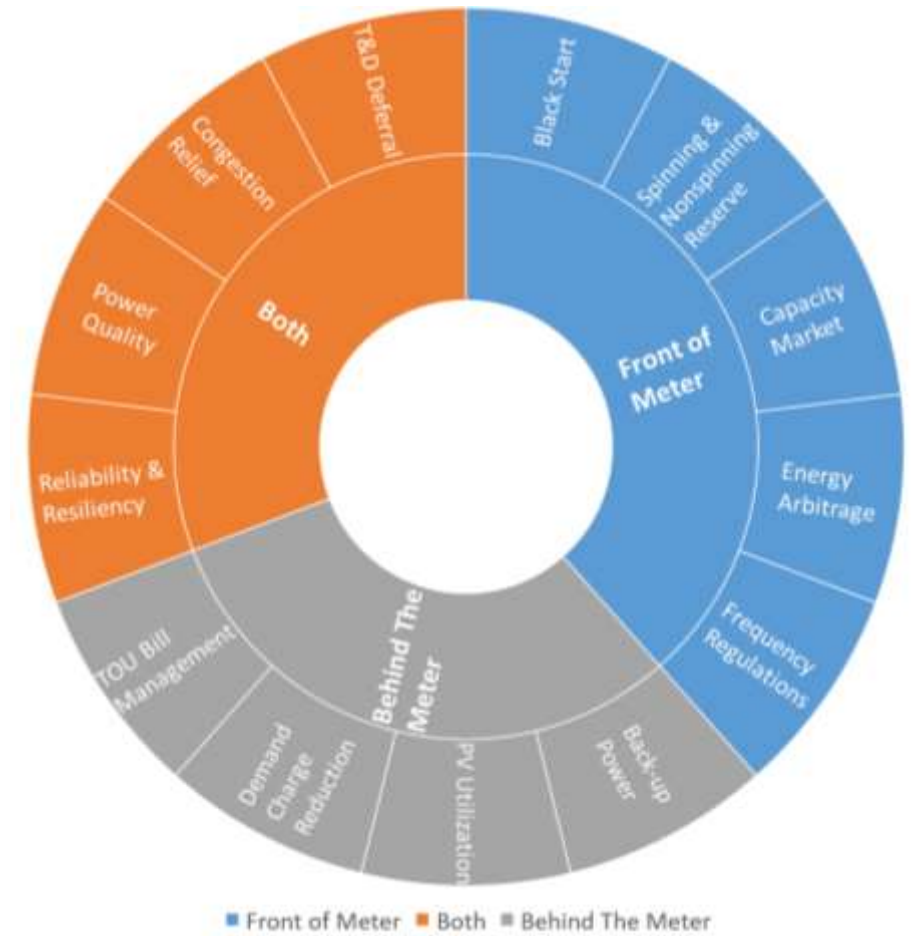 T&D Deferral
Black Start
Congestion
Relief
Spinning &
Nonspinning
Reserve
Power
Quality
Both
Capacity
Market
Front of
Meter
Reliability &
Resiliency
Energy
Arbitrage
TOU Bill
Management
Behind The
Meter
Frequency
Regulations
Demand
Charge
Reduction
PV Utilization
Back-up
Power
Front of Meter Both Behind The Meter